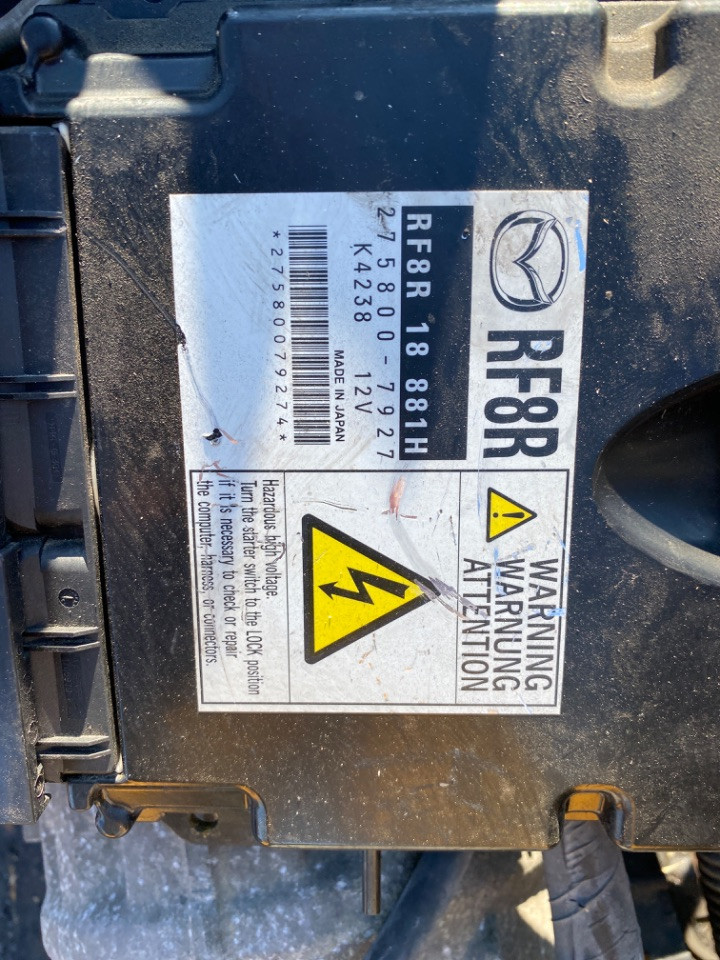 RF8R
RF8R 18 881H
275800-7927
K4238 12V
MADE IN JAPAN
*27580079274*
WARNING
WARNUNG
ATTENTION
Hazardous high voltage.
Turn the starter switch to the LOCK position
if it is necessary to check or repair
the computer, harness, or connectors.